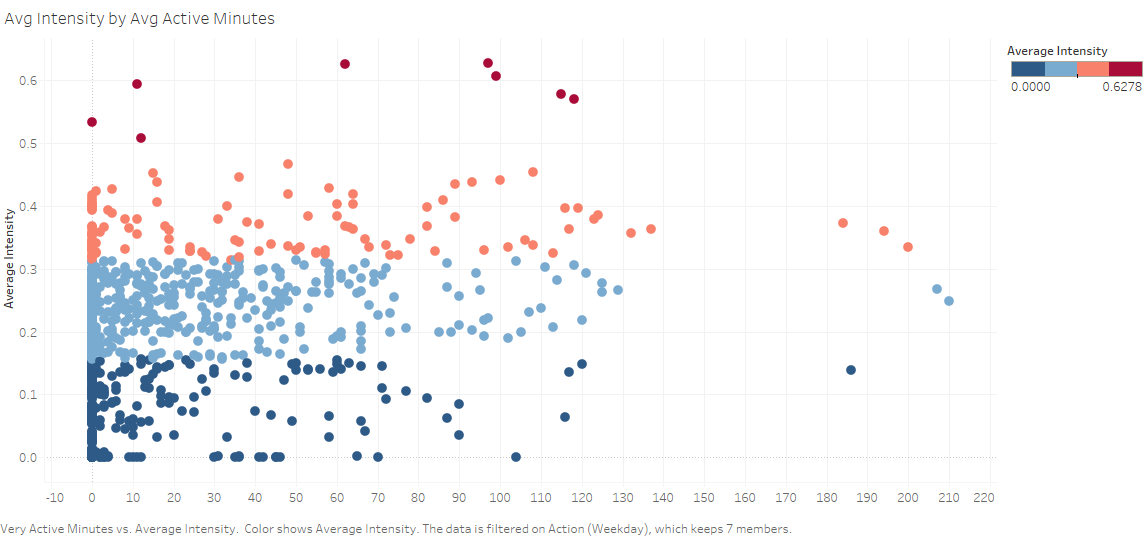 Avg Intensity by Avg Active Minutes
Average Intensity
0.0000 0.6278
0.6
0.5
0.4
0.3
0.2
0.1
0.0
Average Intensity
-10 0 10 20 30 40 50 60 70 80 90 100 110 120 130 140 150 160 170 180 190 200 210 220
Very Active Minutes vs. Average Intensity. Color shows Average Intensity. The data is filtered on Action (Weekday), which keeps 7 members.